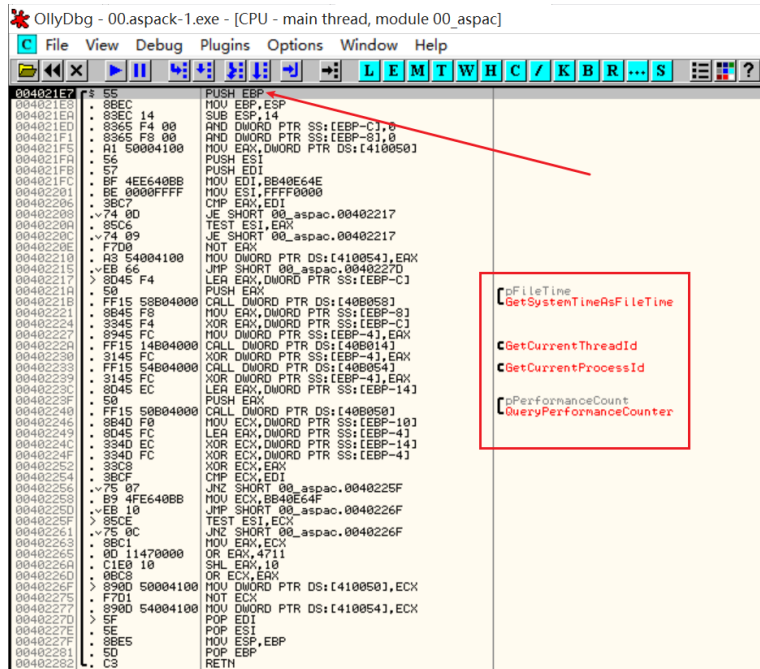 OllyDbg - 00.aspack-1.exe - [CPU - main thread, module 00_aspac]
C File View Debug Plugins Options Window Help
L E M T W H C / K B R ... S ?
004021E7 $ 55 PUSH EBP
004021E8 . 8BEC MOV EBP,ESP
004021EA . 83EC 14 SUB ESP,14
004021ED . 8365 F4 00 AND DWORD PTR SS:[EBP-C],0
004021F1 . 8365 F8 00 AND DWORD PTR SS:[EBP-8],0
004021F5 . A1 50004100 MOV EAX,DWORD PTR DS:[410050]
004021FA . 56 PUSH ESI
004021FB . 57 PUSH EDI
004021FC . BF 4EE640BB MOV EDI,BB40E64E
00402201 . BE 0000FFFF MOV ESI,FFFF0000
00402206 . 3BC7 CMP EAX,EDI
00402208 .v74 0D JE SHORT 00_aspac.00402217
0040220A . 85C6 TEST ESI,EAX
0040220C .v74 09 JE SHORT 00_aspac.00402217
0040220E . F7D0 NOT EAX
00402210 . A3 54004100 MOV DWORD PTR DS:[410054],EAX
00402215 .vEB 66 JMP SHORT 00_aspac.0040227D
00402217 > 8D45 F4 LEA EAX,DWORD PTR SS:[EBP-C]
0040221A . 50 PUSH EAX pFileTime
0040221B . FF15 58B04000 CALL DWORD PTR DS:[40B058] GetSystemTimeAsFileTime
00402221 . 8B45 F8 MOV EAX,DWORD PTR SS:[EBP-8]
00402224 . 3345 F4 XOR EAX,DWORD PTR SS:[EBP-C]
00402227 . 8945 FC MOV DWORD PTR SS:[EBP-4],EAX
0040222A . FF15 14B04000 CALL DWORD PTR DS:[40B014] GetCurrentThreadId
00402230 . 3145 FC XOR DWORD PTR SS:[EBP-4],EAX
00402233 . FF15 54B04000 CALL DWORD PTR DS:[40B054] GetCurrentProcessId
00402239 . 3145 FC XOR DWORD PTR SS:[EBP-4],EAX
0040223C . 8D45 EC LEA EAX,DWORD PTR SS:[EBP-14]
0040223F . 50 PUSH EAX pPerformanceCount
00402240 . FF15 50B04000 CALL DWORD PTR DS:[40B050] QueryPerformanceCounter
00402246 . 8B4D F0 MOV ECX,DWORD PTR SS:[EBP-10]
00402249 . 8D45 FC LEA EAX,DWORD PTR SS:[EBP-4]
0040224C . 334D EC XOR ECX,DWORD PTR SS:[EBP-14]
0040224F . 334D FC XOR ECX,DWORD PTR SS:[EBP-4]
00402252 . 33C8 XOR ECX,EAX
00402254 . 3BCF CMP ECX,EDI
00402256 .v75 07 JNZ SHORT 00_aspac.0040225F
00402258 . B9 4FE640BB MOV ECX,BB40E64F
0040225D .vEB 10 JMP SHORT 00_aspac.0040226F
0040225F > 85CE TEST ESI,ECX
00402261 .v75 0C JNZ SHORT 00_aspac.0040226F
00402263 . 8BC1 MOV EAX,ECX
00402265 . 0D 11470000 OR EAX,4711
0040226A . C1E0 10 SHL EAX,10
0040226D . 0BC8 OR ECX,EAX
0040226F > 890D 50004100 MOV DWORD PTR DS:[410050],ECX
00402275 . F7D1 NOT ECX
00402277 . 890D 54004100 MOV DWORD PTR DS:[410054],ECX
0040227D > 5F POP EDI
0040227E . 5E POP ESI
0040227F . 8BE5 MOV ESP,EBP
00402281 . 5D POP EBP
00402282 . C3 RETN